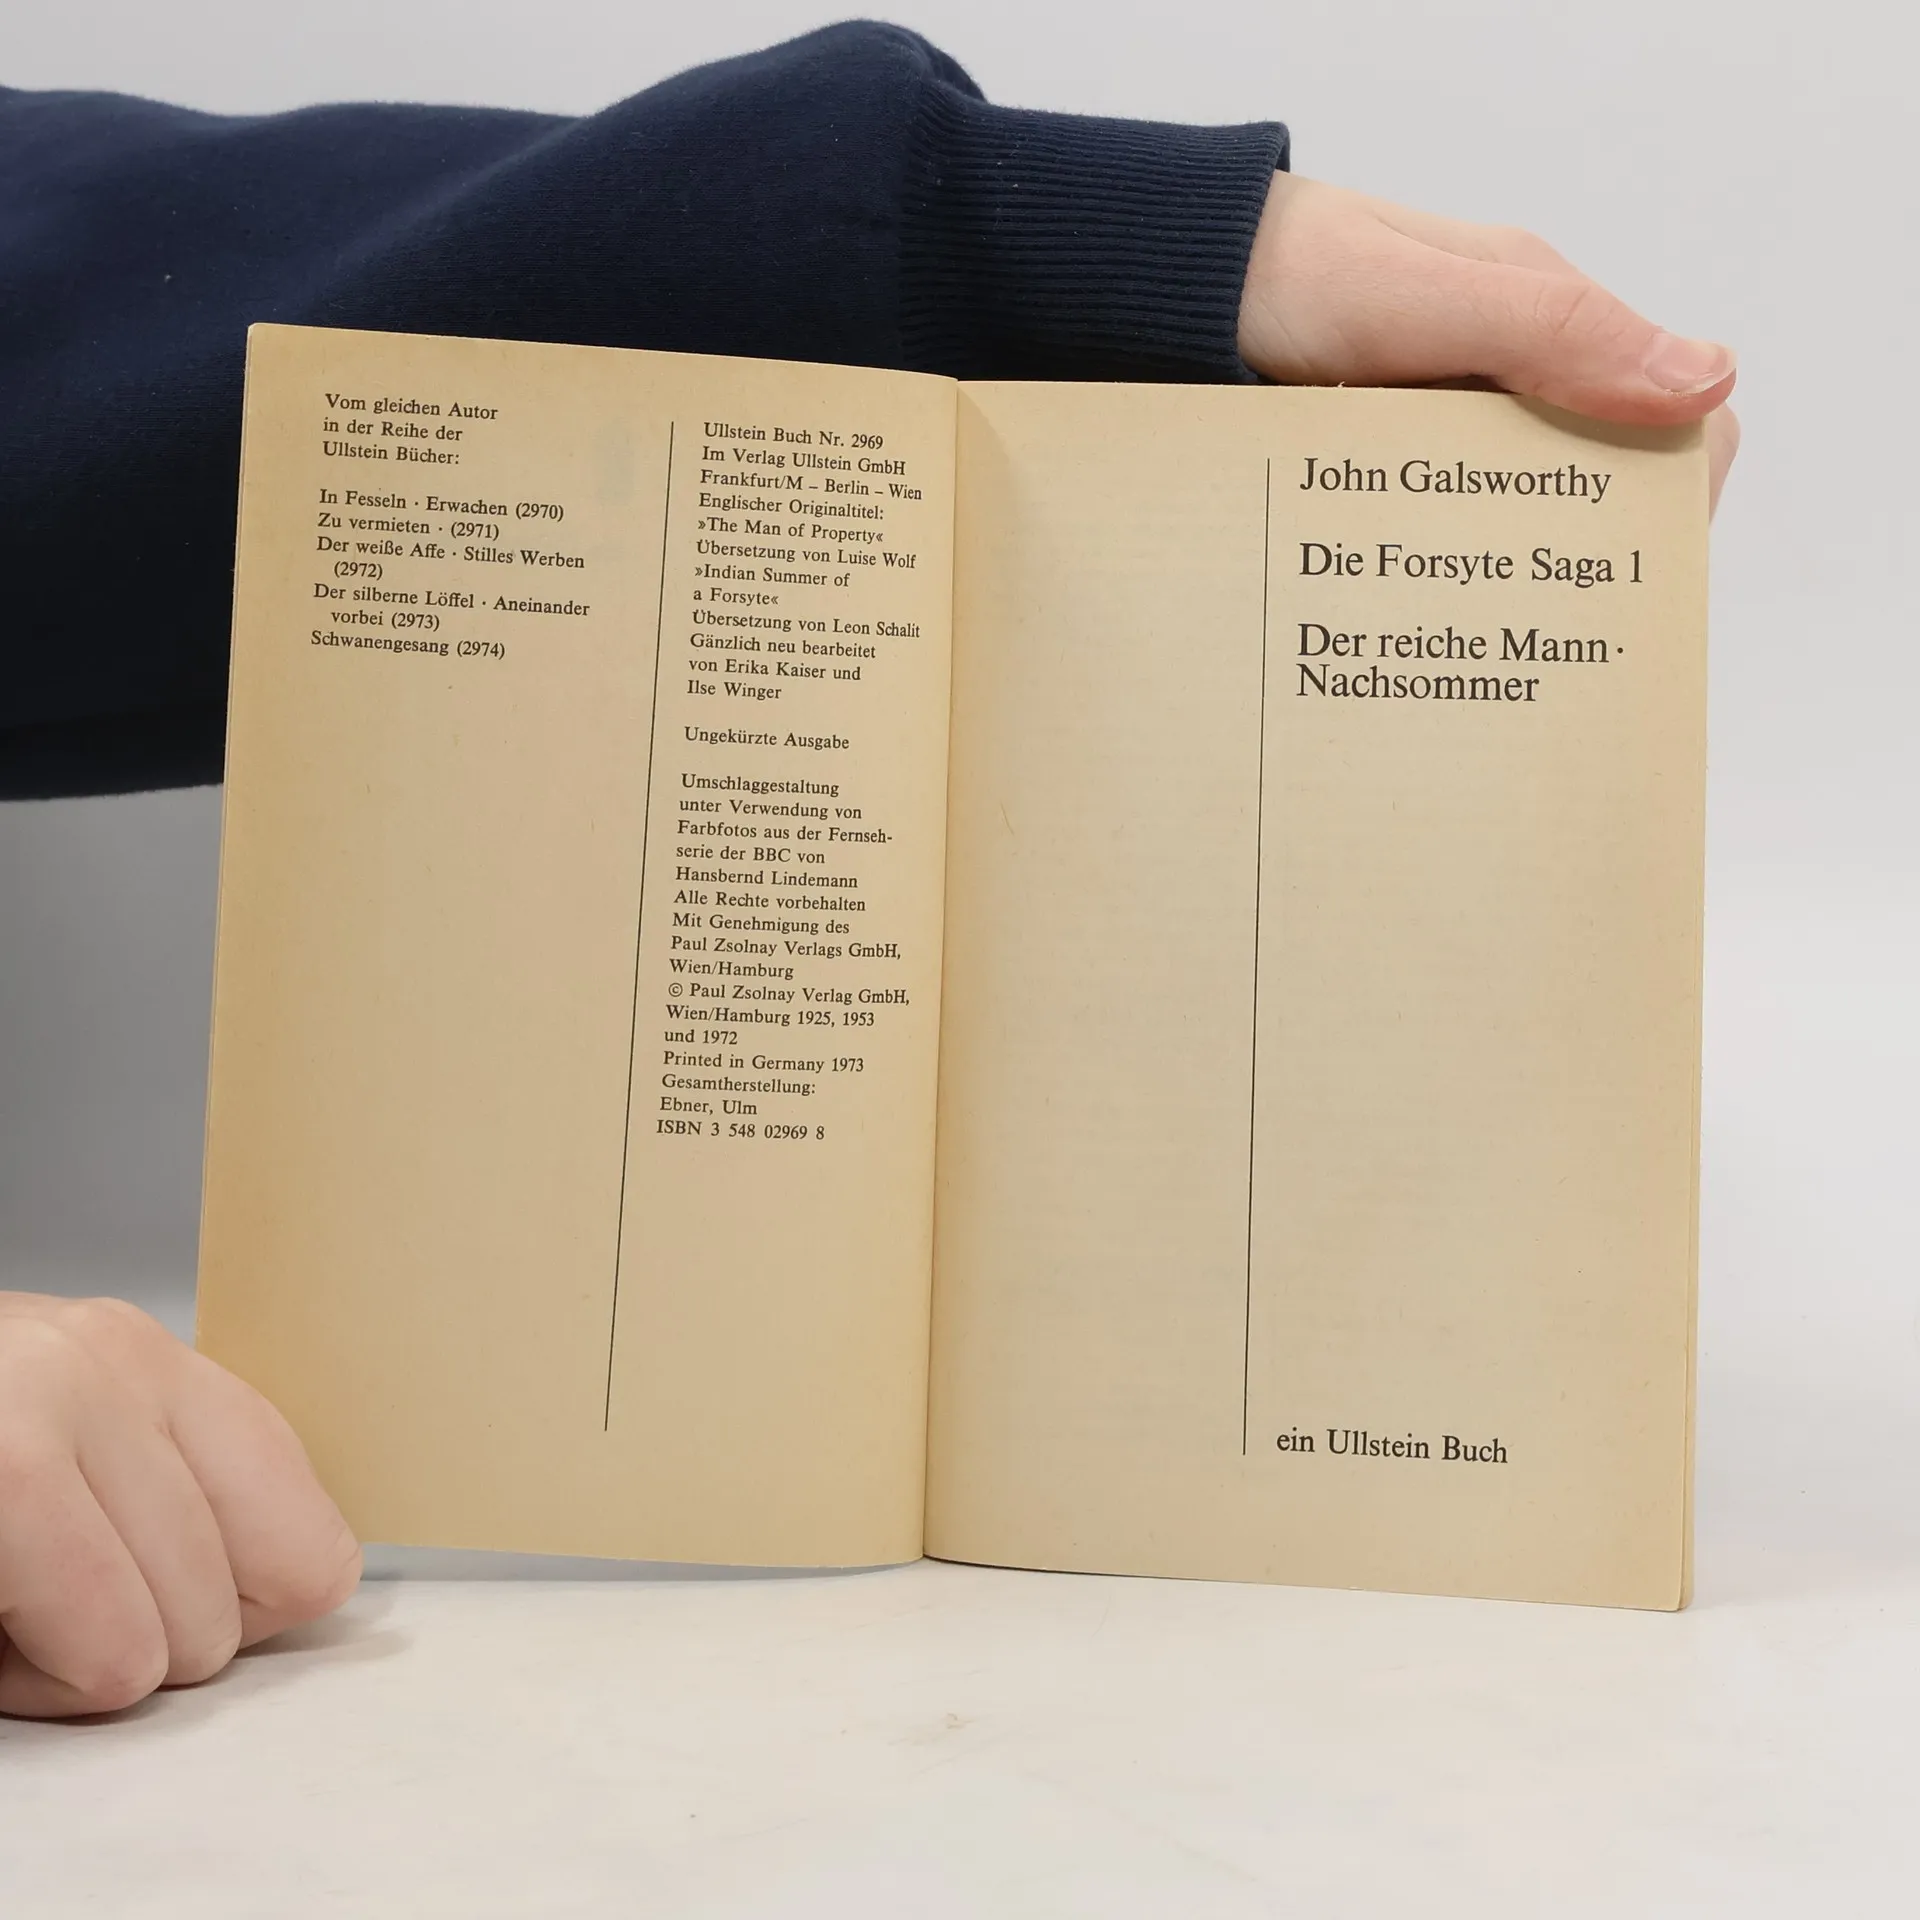 Vom gleichen Autor
in der Reihe der
Ullstein Bücher:
In Fesseln · Erwachen (2970)
Zu vermieten · (2971)
Der weiße Affe · Stilles Werben
(2972)
Der silberne Löffel · Aneinander
vorbei (2973)
Schwanengesang (2974)
Ullstein Buch Nr. 2969
Im Verlag Ullstein GmbH
Frankfurt/M – Berlin – Wien
Englischer Originaltitel:
»The Man of Property«
Übersetzung von Luise Wolf
»Indian Summer of
a Forsyte«
Übersetzung von Leon Schalit
Gänzlich neu bearbeitet
von Erika Kaiser und
Ilse Winger
Ungekürzte Ausgabe
Umschlaggestaltung
unter Verwendung von
Farbfotos aus der Fernseh-
serie der BBC von
Hansbernd Lindemann
Alle Rechte vorbehalten
Mit Genehmigung des
Paul Zsolnay Verlags GmbH,
Wien/Hamburg
© Paul Zsolnay Verlag GmbH,
Wien/Hamburg 1925, 1953
und 1972
Printed in Germany 1973
Gesamtherstellung:
Ebner, Ulm
ISBN 3 548 02969 8
John Galsworthy
Die Forsyte Saga 1
Der reiche Mann ·
Nachsommer
ein Ullstein Buch